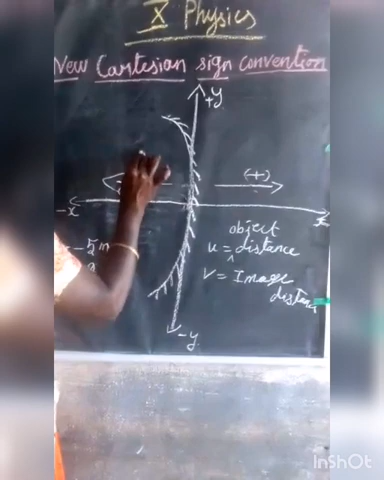 X Physics
New Cartesian sign convention
+y
(+)
-x
x
object
u = distance
^
V = Image
distance
-y
InShOt